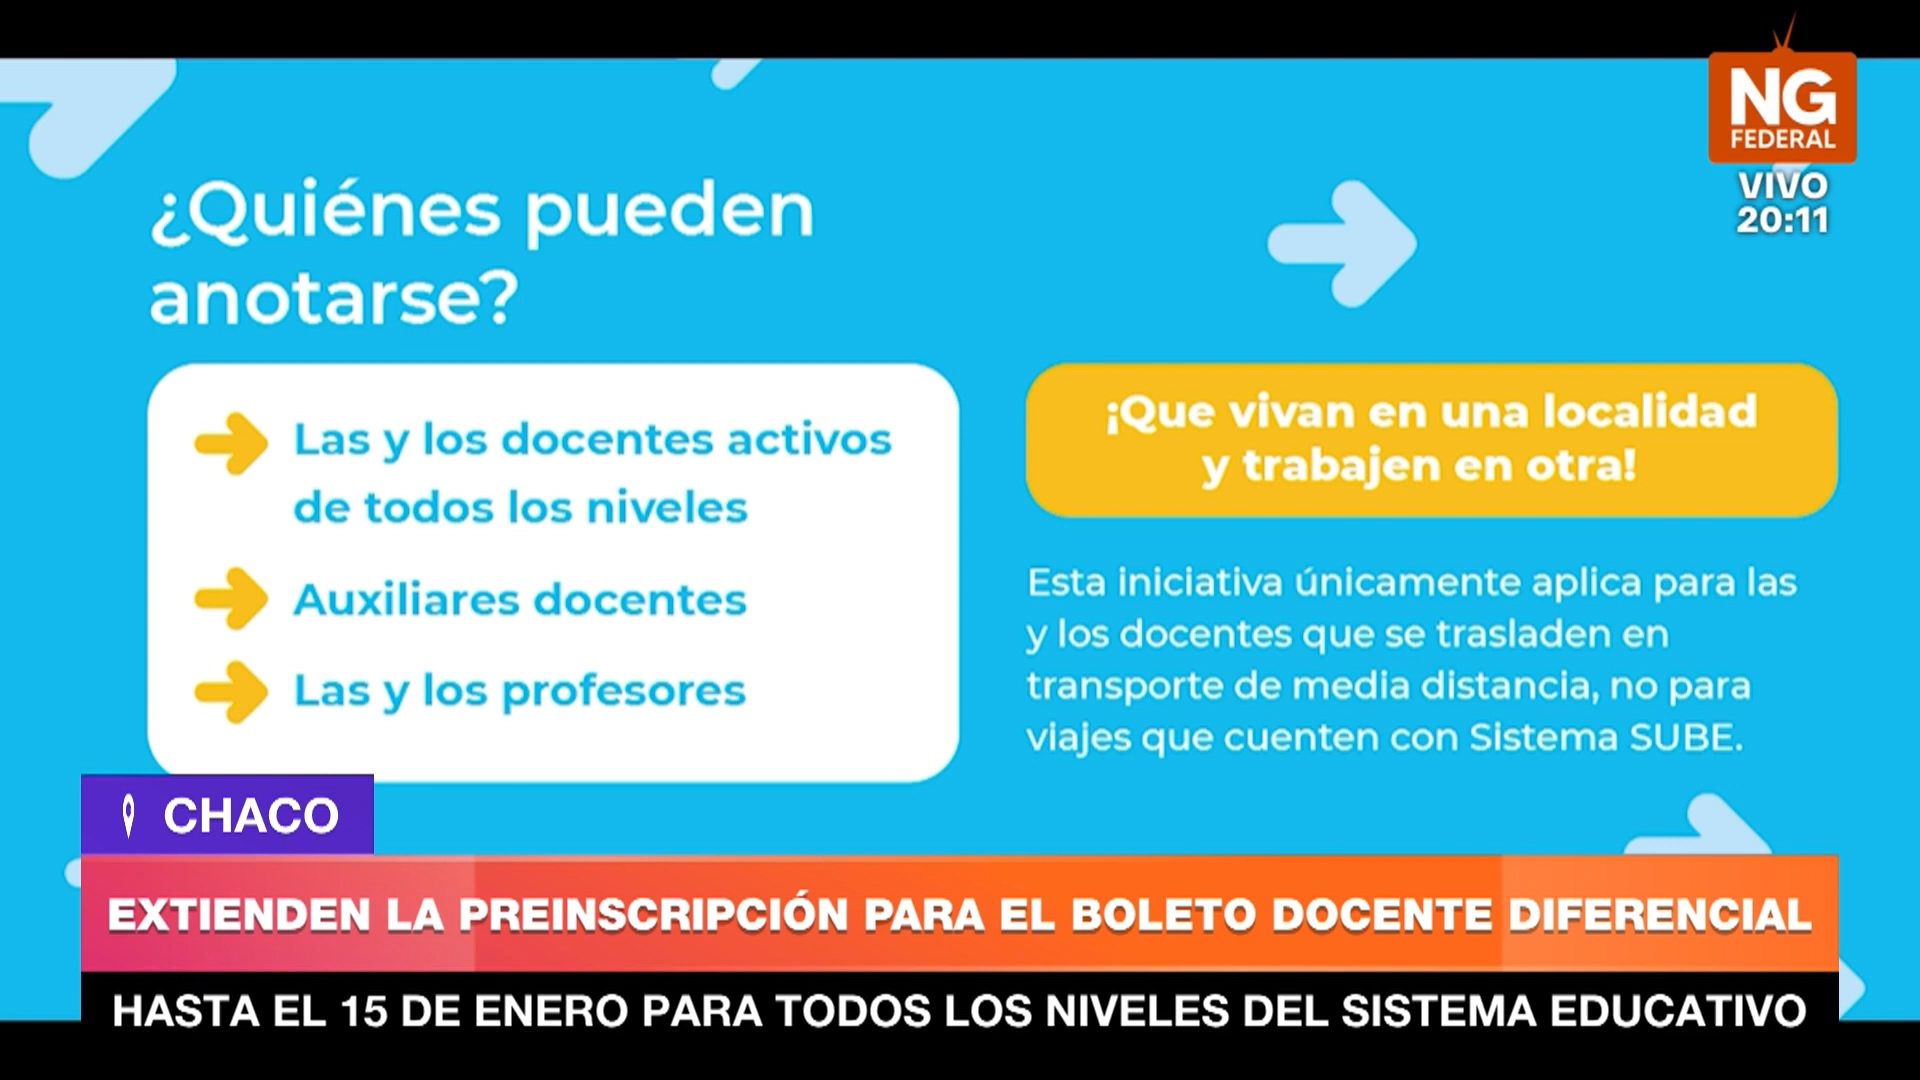 NG
FEDERAL
VIVO
20:11
¿Quiénes pueden
anotarse?
Las y los docentes activos
de todos los niveles
Auxiliares docentes
Las y los profesores
¡Que vivan en una localidad
y trabajen en otra!
Esta iniciativa únicamente aplica para las
y los docentes que se trasladen en
transporte de media distancia, no para
viajes que cuenten con Sistema SUBE.
CHACO
EXTIENDEN LA PREINSCRIPCIÓN PARA EL BOLETO DOCENTE DIFERENCIAL
HASTA EL 15 DE ENERO PARA TODOS LOS NIVELES DEL SISTEMA EDUCATIVO